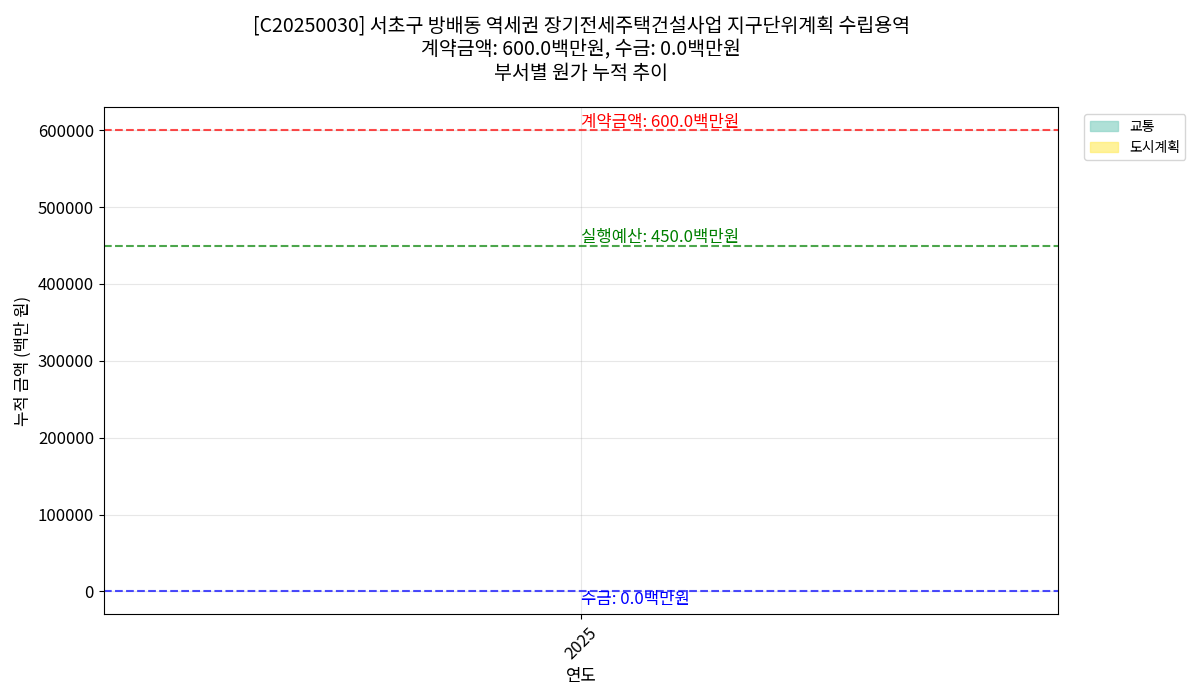 [C20250030] 서초구 방배동 역세권 장기전세주택건설사업 지구단위계획 수립용역
계약금액: 600.0백만원, 수금: 0.0백만원
부서별 원가 누적 추이
계약금액: 600.0백만원
실행예산: 450.0백만원
수금: 0.0백만원
교통
도시계획
600000
500000
400000
300000
200000
100000
0
누적 금액 (백만 원)
2025
연도